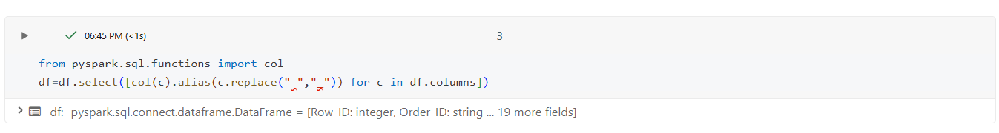 06:45 PM (<1s)
3
from pyspark.sql.functions import col
df=df.select([col(c).alias(c.replace(" ","_")) for c in df.columns])
df: pyspark.sql.connect.dataframe.DataFrame = [Row_ID: integer, Order_ID: string ... 19 more fields]